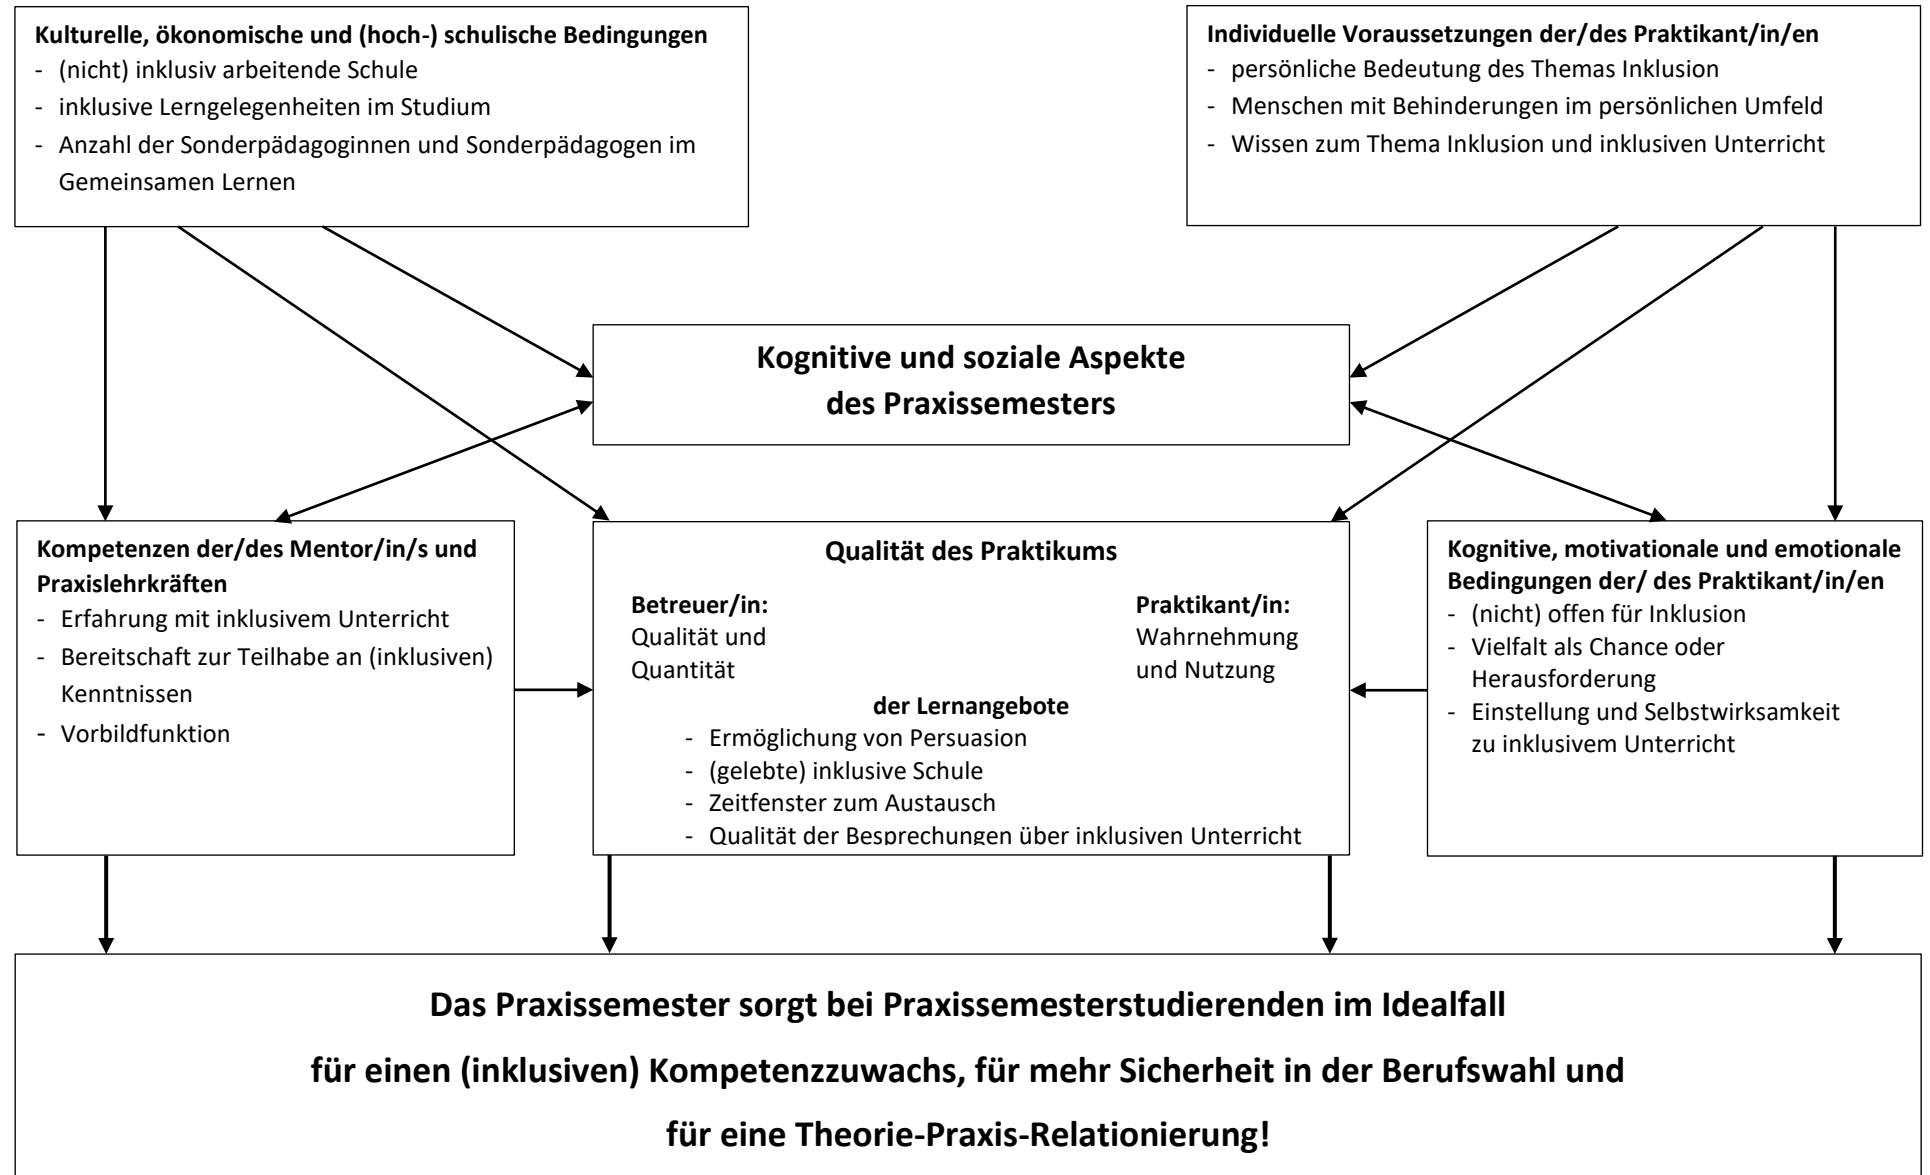 Kulturelle, ökonomische und (hoch-) schulische Bedingungen
- (nicht) inklusiv arbeitende Schule
- inklusive Lerngelegenheiten im Studium
- Anzahl der Sonderpädagoginnen und Sonderpädagogen im
Gemeinsamen Lernen
Individuelle Voraussetzungen der/des Praktikant/in/en
- persönliche Bedeutung des Themas Inklusion
- Menschen mit Behinderungen im persönlichen Umfeld
- Wissen zum Thema Inklusion und inklusiven Unterricht
Kognitive und soziale Aspekte
des Praxissemesters
Kompetenzen der/des Mentor/in/s und
Praxislehrkräften
- Erfahrung mit inklusivem Unterricht
- Bereitschaft zur Teilhabe an (inklusiven)
Kenntnissen
- Vorbildfunktion
Qualität des Praktikums
Betreuer/in:
Qualität und
Quantität
Praktikant/in:
Wahrnehmung
und Nutzung
der Lernangebote
- Ermöglichung von Persuasion
- (gelebte) inklusive Schule
- Zeitfenster zum Austausch
- Qualität der Besprechungen über inklusiven Unterricht
Kognitive, motivationale und emotionale
Bedingungen der/ des Praktikant/in/en
- (nicht) offen für Inklusion
- Vielfalt als Chance oder
Herausforderung
- Einstellung und Selbstwirksamkeit
zu inklusivem Unterricht
Das Praxissemester sorgt bei Praxissemesterstudierenden im Idealfall
für einen (inklusiven) Kompetenzzuwachs, für mehr Sicherheit in der Berufswahl und
für eine Theorie-Praxis-Relationierung!